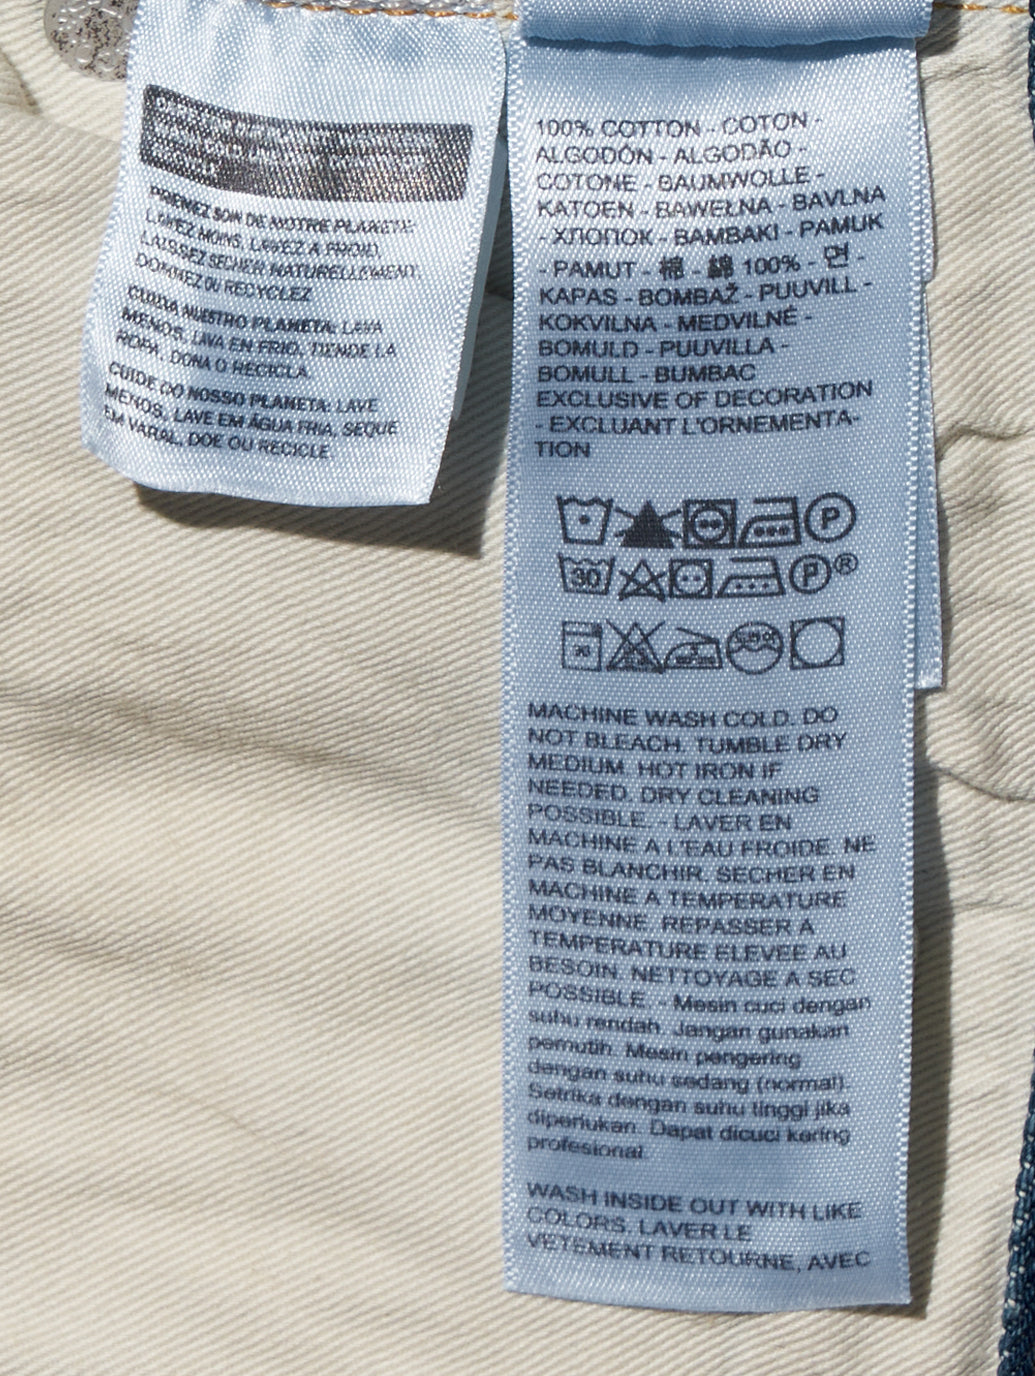 PRENEZ SOIN DE NOTRE PLANETE:
LAVEZ MOINS, LAVEZ A FROID,
LAISSEZ SECHER NATURELLEMENT,
DONNEZ OU RECYCLEZ
CUIDA NUESTRO PLANETA: LAVA
MENOS, LAVA EN FRIO, TIENDE LA
ROPA, DONA O RECICLA.
CUIDE DO NOSSO PLANETA: LAVE
MENOS, LAVE EM ÁGUA FRIA, SEQUE
EM VARAL, DOE OU RECICLE
100% COTTON - COTON -
ALGODÓN - ALGODÃO -
COTONE - BAUMWOLLE -
KATOEN - BAWEŁNA - BAVLNA
- ХЛОПОК - BAMBAKI - PAMUK
- PAMUT - 棉 - 綿 100% - 면 -
KAPAS - BOMBAŽ - PUUVILL -
KOKVILNA - MEDVILNĖ -
BOMULD - PUUVILLA -
BOMULL - BUMBAC
EXCLUSIVE OF DECORATION
- EXCLUANT L'ORNEMENTA-
TION
P
30 P®
30 드라이
MACHINE WASH COLD. DO
NOT BLEACH. TUMBLE DRY
MEDIUM. HOT IRON IF
NEEDED. DRY CLEANING
POSSIBLE. - LAVER EN
MACHINE A L'EAU FROIDE. NE
PAS BLANCHIR. SECHER EN
MACHINE A TEMPERATURE
MOYENNE. REPASSER A
TEMPERATURE ELEVEE AU
BESOIN. NETTOYAGE A SEC
POSSIBLE. - Mesin cuci dengan
suhu rendah. Jangan gunakan
pemutih. Mesin pengering
dengan suhu sedang (normal).
Setrika dengan suhu tinggi jika
diperlukan. Dapat dicuci kering
profesional.
WASH INSIDE OUT WITH LIKE
COLORS. LAVER LE
VETEMENT RETOURNE, AVEC